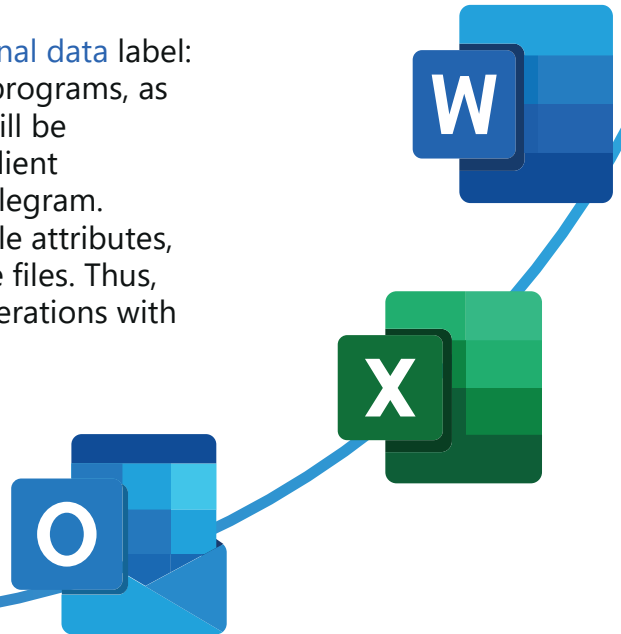 nal data label:
programs, as
ill be
lient
legram.
le attributes,
e files. Thus,
erations with
W
X
O